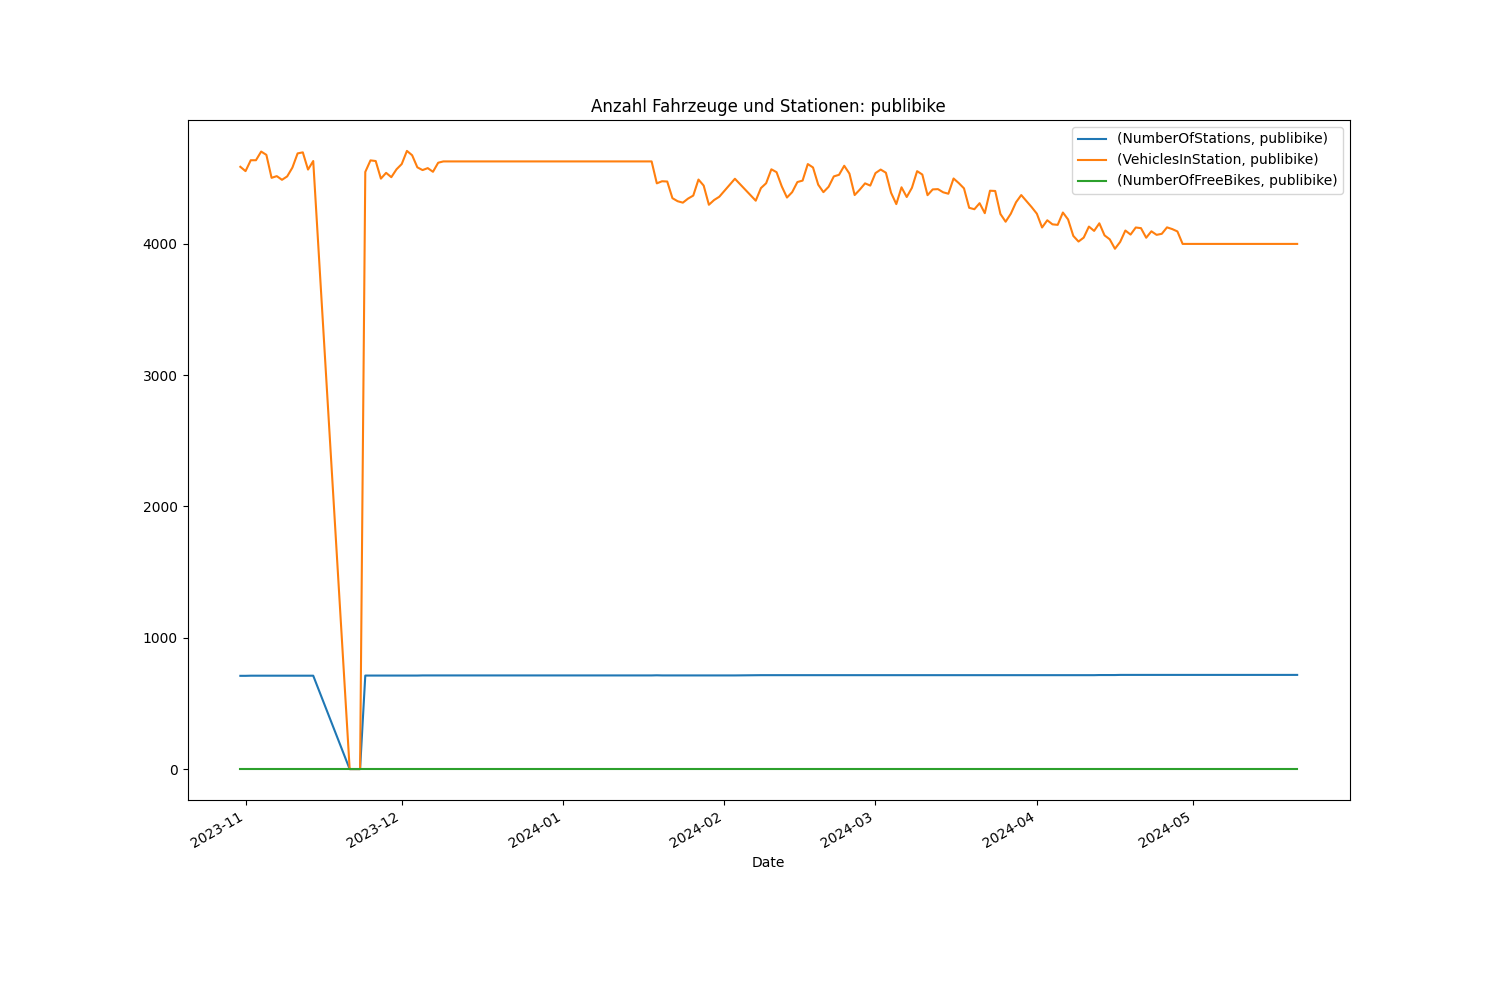 Anzahl Fahrzeuge und Stationen: publibike
(NumberOfStations, publibike)
(VehiclesInStation, publibike)
(NumberOfFreeBikes, publibike)
4000
3000
2000
1000
0
2023-11
2023-12
2024-01
2024-02
2024-03
2024-04
2024-05
Date